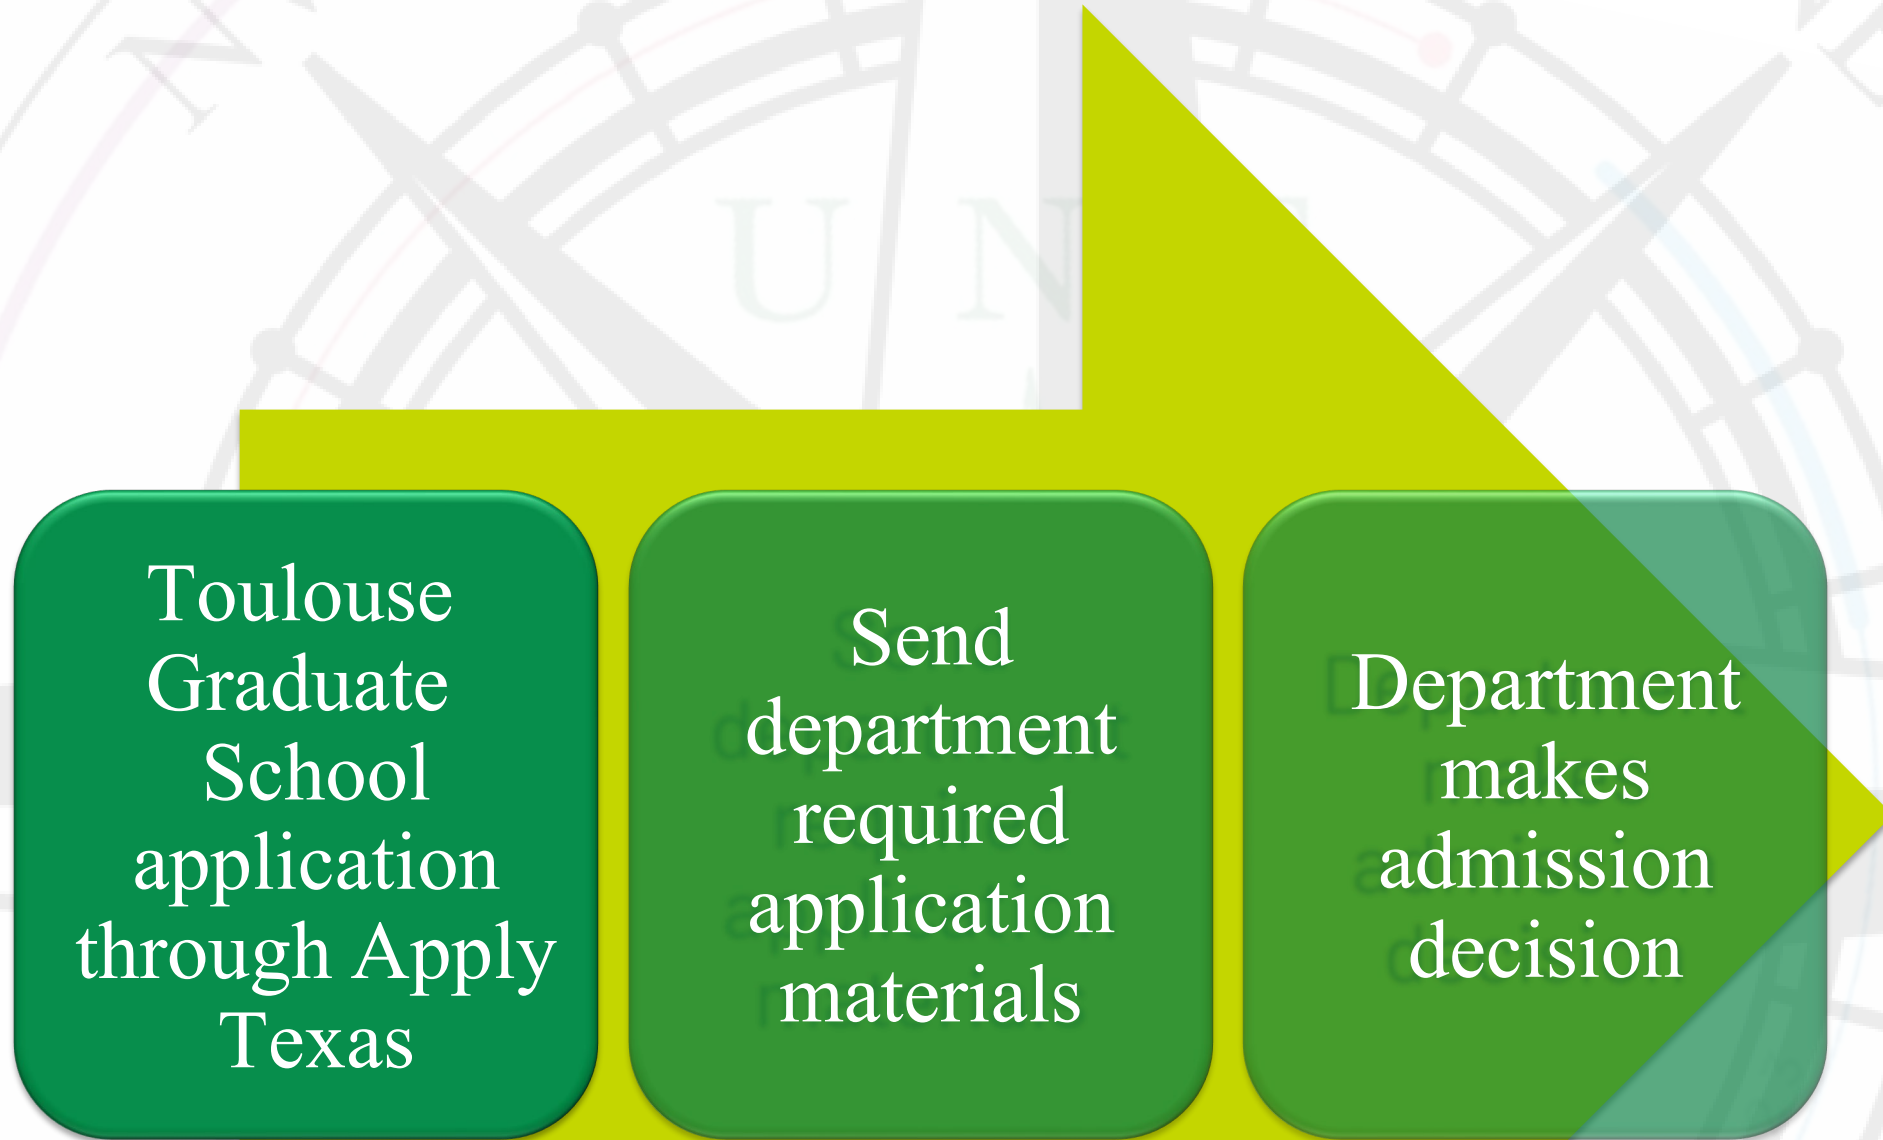 U N T
Toulouse
Graduate
School
application
through Apply
Texas
Send
department
required
application
materials
Department
makes
admission
decision